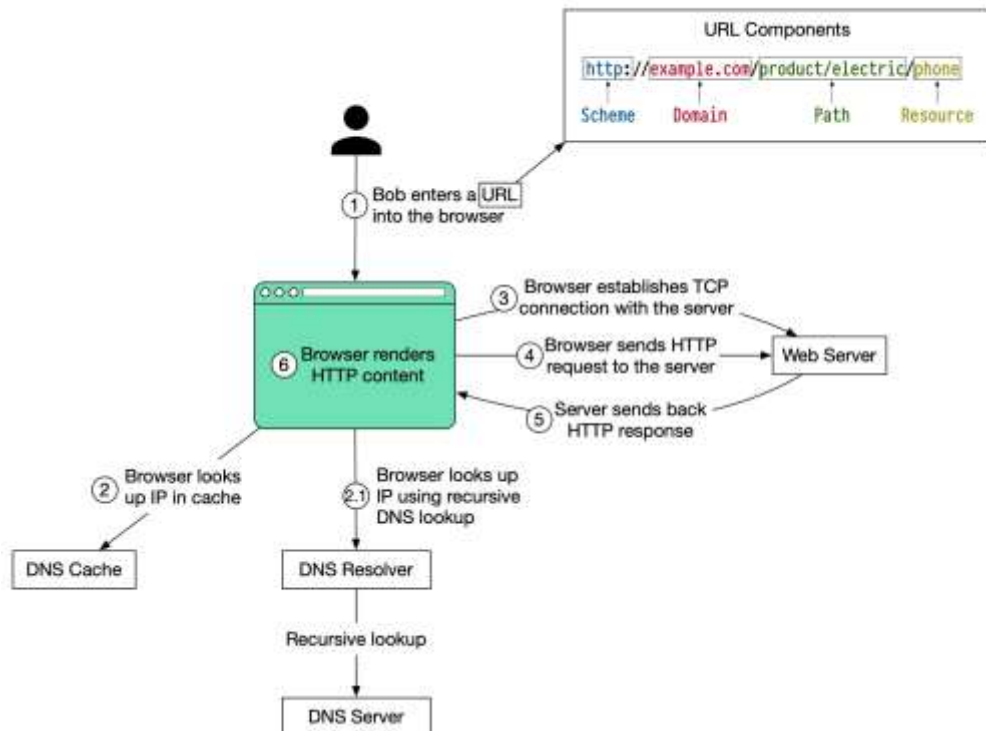 URL Components
http://example.com/product/electric/phone
Scheme Domain Path Resource
1 Bob enters a URL
into the browser
3 Browser establishes TCP
connection with the server
6 Browser renders
HTTP content
4 Browser sends HTTP
request to the server
Web Server
5 Server sends back
HTTP response
2 Browser looks
up IP in cache
2.1 Browser looks up
IP using recursive
DNS lookup
DNS Cache
DNS Resolver
Recursive lookup
DNS Server